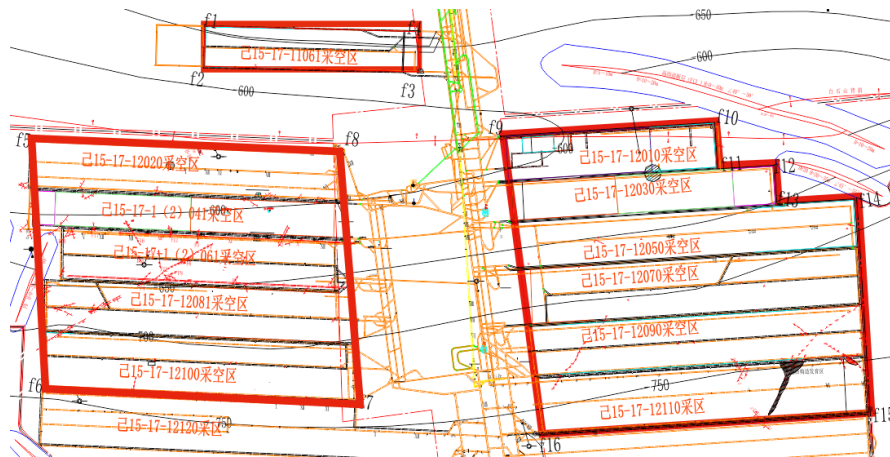 650
f1
f4
己15-17-11061采空区
600
f2
f3
600
f10
f9
f5
f8
600
己15-17-12020采空区
己15-17-12010采空区
f11
12
己15-17-12030采空区
f13
f14
己15-17-1（2）041采空区
600
己15-17-1（2）061采空区
己15-17-12050采空区
己15-17-12070采空区
650
己15-17-12081采空区
700
己15-17-12090采空区
己15-17-12100采空区
f6
7
750
己15-17-12110采区
f15
己15-17-12120采区
750
f16